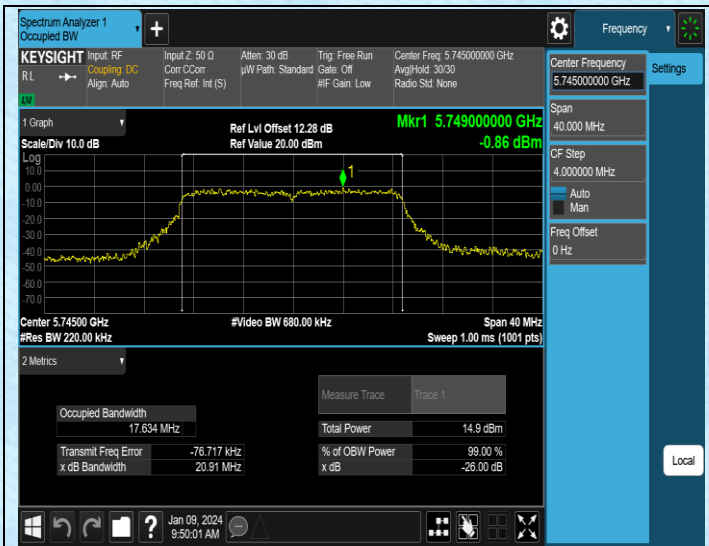 Spectrum Analyzer 1
Occupied BW
Frequency
KEYSIGHT
R L
LXI
Input: RF
Coupling: DC
Align: Auto
Input Z: 50 Ω
Corr CCorr
Freq Ref: Int (S)
Atten: 30 dB
µW Path: Standard
Trig: Free Run
Gate: Off
#IF Gain: Low
Center Freq: 5.745000000 GHz
Avg|Hold: 30/30
Radio Std: None
Center Frequency
5.745000000 GHz
Settings
Span
40.000 MHz
CF Step
4.000000 MHz
Auto
Man
Freq Offset
0 Hz
Local
1 Graph
Scale/Div 10.0 dB
Ref Lvl Offset 12.28 dB
Ref Value 20.00 dBm
Mkr1 5.749000000 GHz
-0.86 dBm
Log
10.0
0.00
-10.0
-20.0
-30.0
-40.0
-50.0
-60.0
-70.0
1
Center 5.74500 GHz
#Video BW 680.00 kHz
Span 40 MHz
#Res BW 220.00 kHz
Sweep 1.00 ms (1001 pts)
2 Metrics
Measure Trace
Trace 1
Occupied Bandwidth
17.634 MHz
Total Power
14.9 dBm
Transmit Freq Error
-76.717 kHz
% of OBW Power
99.00 %
x dB Bandwidth
20.91 MHz
x dB
-26.00 dB
?
Jan 09, 2024
9:50:01 AM